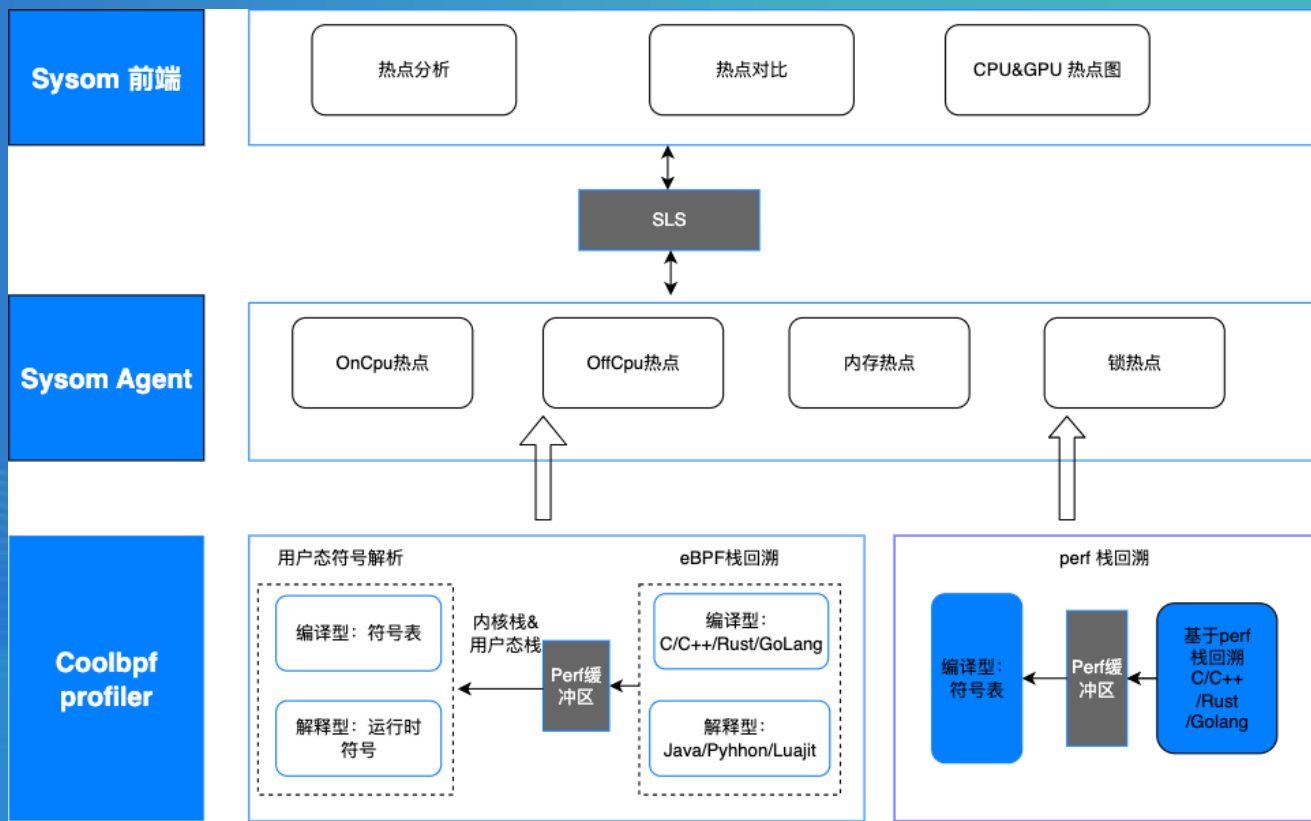 Sysom 前端
热点分析
热点对比
CPU&GPU 热点图
SLS
Sysom Agent
OnCpu热点
OffCpu热点
内存热点
锁热点
Coolbpf
profiler
用户态符号解析
编译型：符号表
解释型：运行时
符号
内核栈&
用户态栈
Perf缓
冲区
eBPF栈回溯
编译型：
C/C++/Rust/GoLang
解释型：
Java/Pyhhon/Luajit
perf 栈回溯
编译型：
符号表
Perf缓
冲区
基于perf
栈回溯
C/C++
/Rust
/Golang